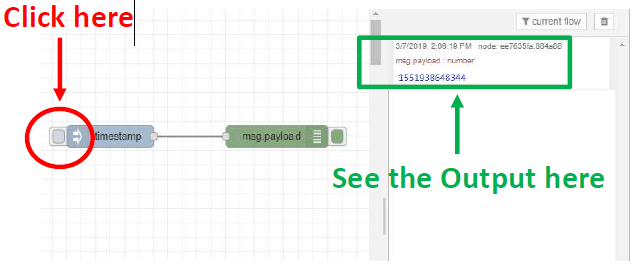 Click here
current flow
3/7/2019, 2:06:19 PM node: ee7635fa.884a68
msg.payload : number
1551938648344
timestamp
msg.payload
See the Output here